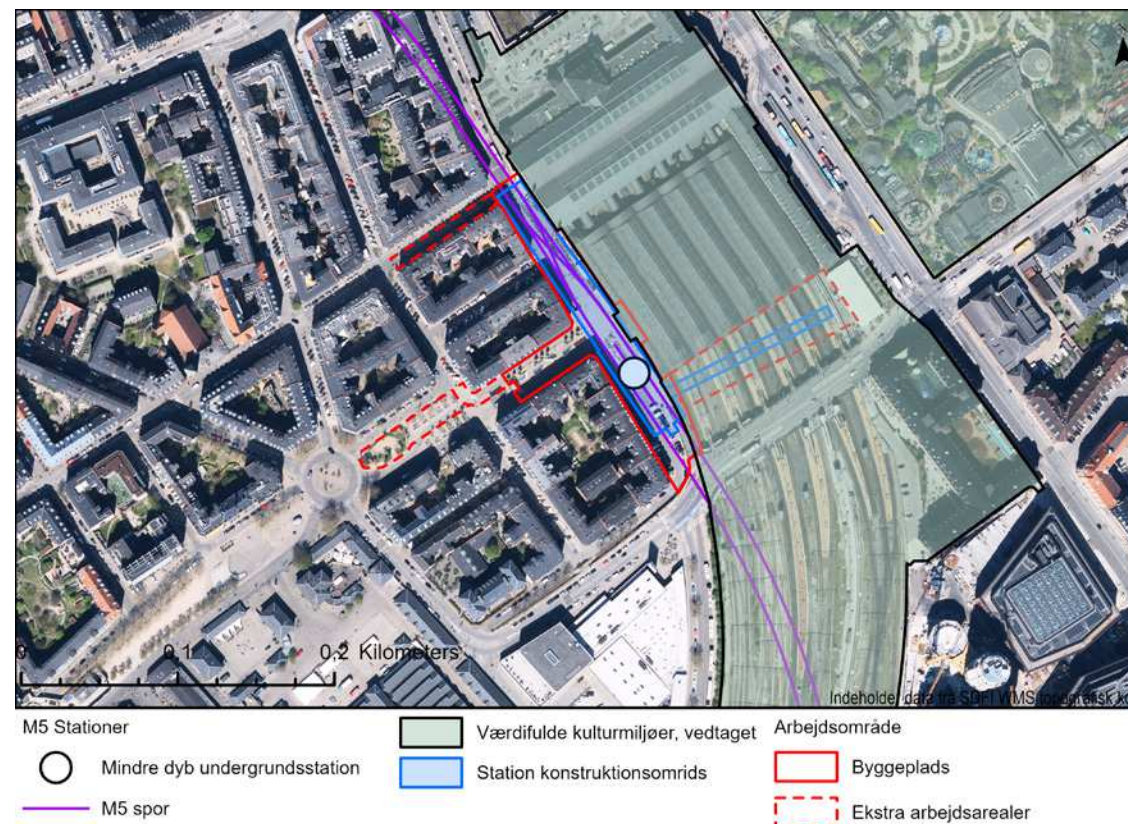 0 0,1 0,2 Kilometers
Indeholder data fra SDFI WMS topografisk
M5 Stationer
Mindre dyb undergrundsstation
M5 spor
Værdifulde kulturmiljøer, vedtaget
Station konstruktionsomrids
Arbejdsområde
Byggeplads
Ekstra arbejdsarealer